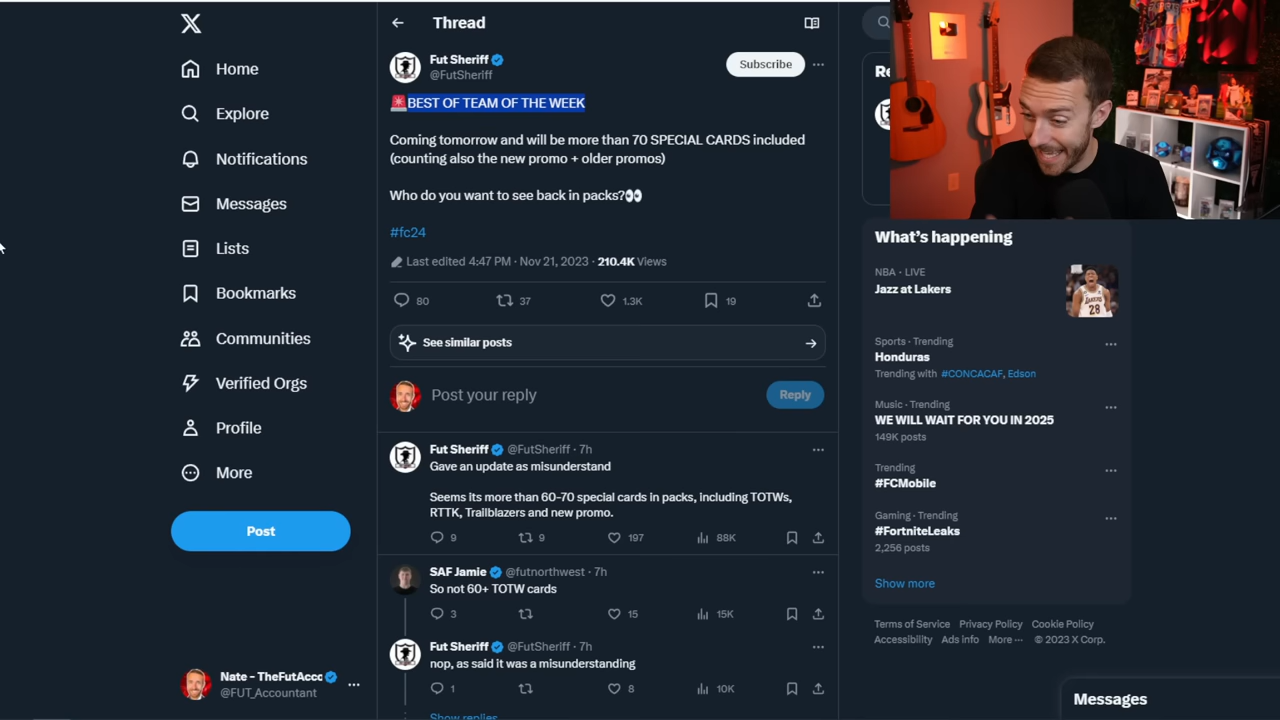 Home
Explore
Notifications
Messages
Lists
Bookmarks
Communities
Verified Orgs
Profile
More
Post
Nate - TheFutAcc
@FUT_Accountant
Thread
Fut Sheriff
@FutSheriff
Subscribe
🚨BEST OF TEAM OF THE WEEK
Coming tomorrow and will be more than 70 SPECIAL CARDS included
(counting also the new promo + older promos)
Who do you want to see back in packs?👀
#fc24
Last edited 4:47 PM · Nov 21, 2023 · 210.4K Views
80 37 1.3K 19
See similar posts
Post your reply
Reply
Fut Sheriff @FutSheriff · 7h
Gave an update as misunderstand
Seems its more than 60-70 special cards in packs, including TOTWs,
RTTK, Trailblazers and new promo.
9 9 197 88K
SAF Jamie @futnorthwest · 7h
So not 60+ TOTW cards
3 15 15K
Fut Sheriff @FutSheriff · 7h
nop, as said it was a misunderstanding
1 8 10K
Show replies
Re
What's happening
NBA · LIVE
Jazz at Lakers
Sports · Trending
Honduras
Trending with #CONCACAF, Edson
Music · Trending
WE WILL WAIT FOR YOU IN 2025
149K posts
Trending
#FCMobile
Gaming · Trending
#FortniteLeaks
2,256 posts
Show more
Terms of Service Privacy Policy Cookie Policy
Accessibility Ads info More ··· © 2023 X Corp.
Messages